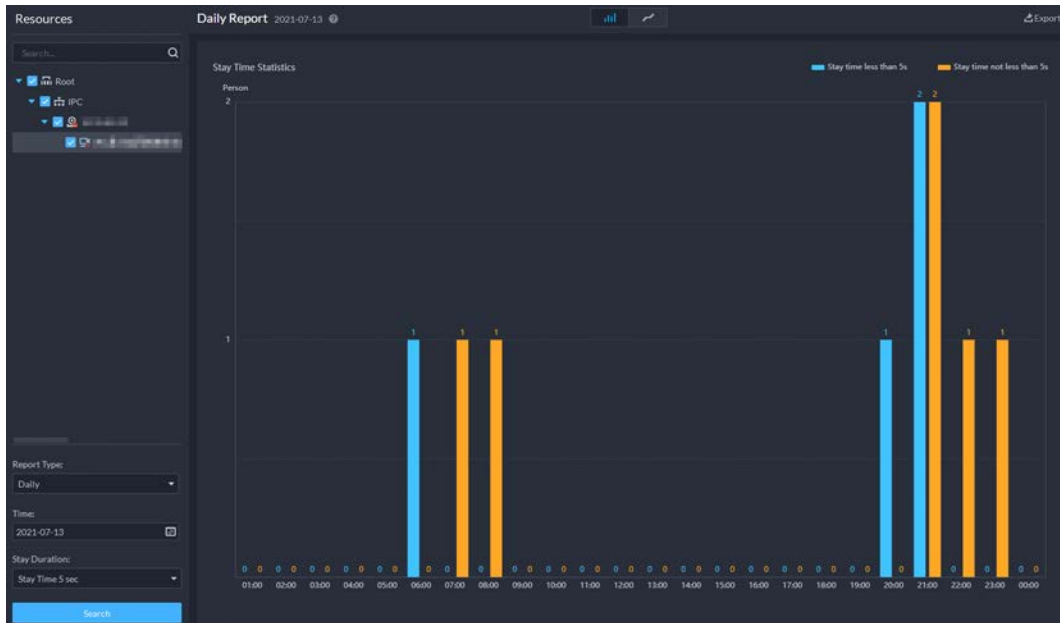 Resources
Search...
Root
IPC
Report Type:
Daily
Time:
2021-07-13
Stay Duration:
Stay Time 5 sec
Search
Daily Report 2021-07-13
Export
Stay Time Statistics
Stay time less than 5s Stay time not less than 5s
Person
2 2
2
1 1 1 1 1 1
1
0 0 0 0 0 0 0 0 0 0 0 0 0 0 0 0 0 0 0 0 0 0 0 0 0 0 0 0 0 0 0 0 0 0 0 0 0 0 0 0
01:00 02:00 03:00 04:00 05:00 06:00 07:00 08:00 09:00 10:00 11:00 12:00 13:00 14:00 15:00 16:00 17:00 18:00 19:00 20:00 21:00 22:00 23:00 00:00